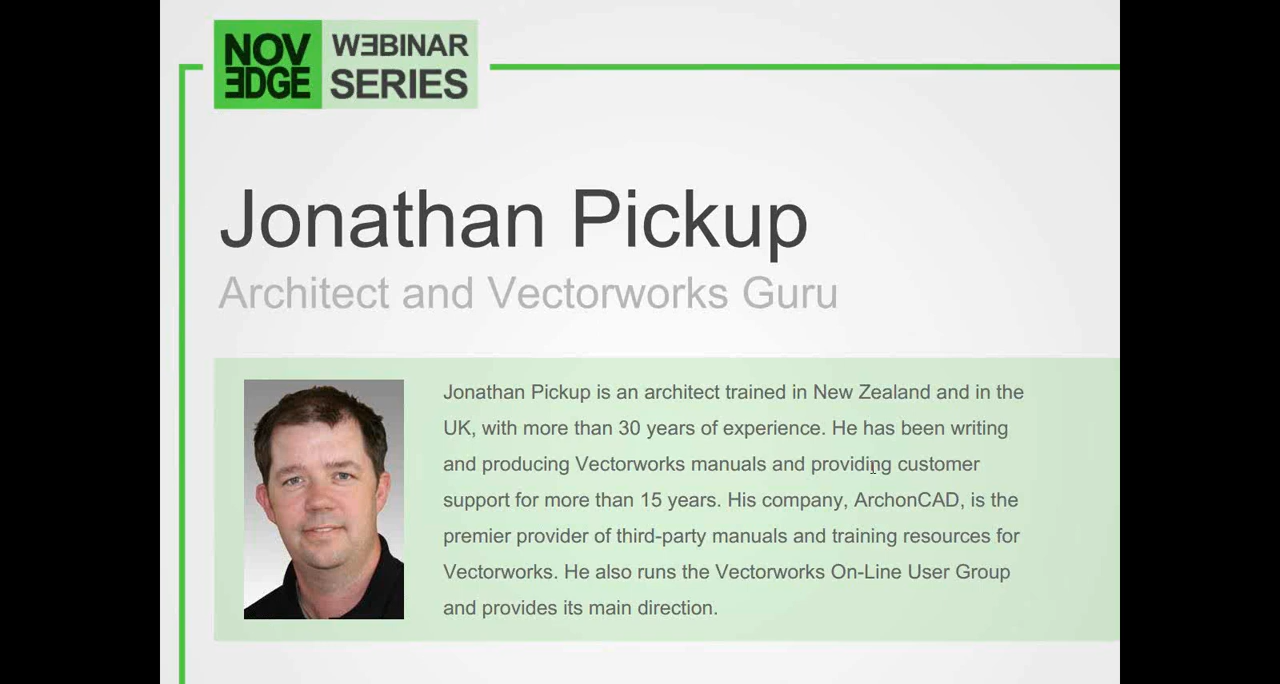 NOV WEBINAR
EDGE SERIES
Jonathan Pickup
Architect and Vectorworks Guru
Jonathan Pickup is an architect trained in New Zealand and in the
UK, with more than 30 years of experience. He has been writing
and producing Vectorworks manuals and providing customer
support for more than 15 years. His company, ArchonCAD, is the
premier provider of third-party manuals and training resources for
Vectorworks. He also runs the Vectorworks On-Line User Group
and provides its main direction.